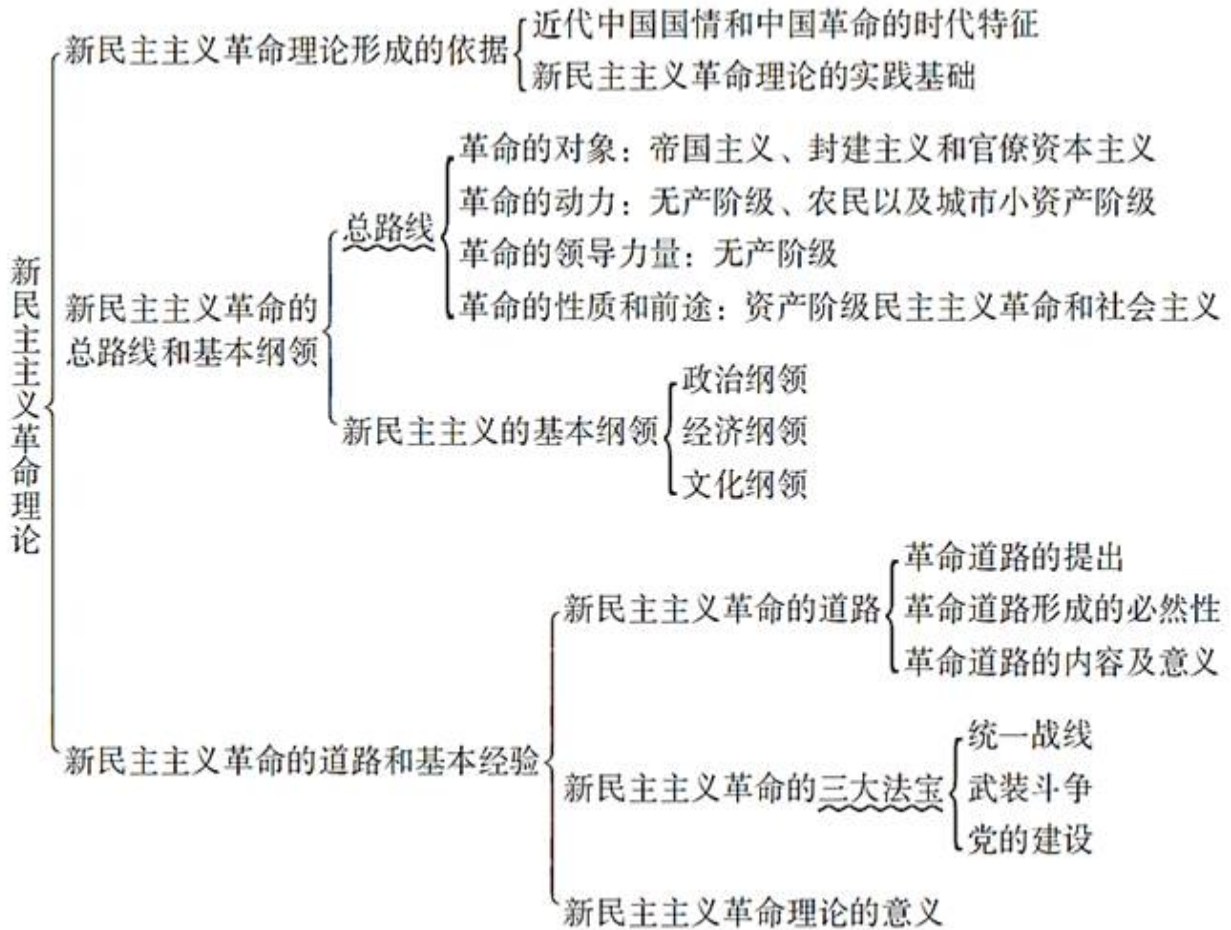 新民主主义革命理论
新民主主义革命理论形成的依据
近代中国国情和中国革命的时代特征
新民主主义革命理论的实践基础
新民主主义革命的
总路线和基本纲领
总路线
革命的对象：帝国主义、封建主义和官僚资本主义
革命的动力：无产阶级、农民以及城市小资产阶级
革命的领导力量：无产阶级
革命的性质和前途：资产阶级民主主义革命和社会主义
新民主主义的基本纲领
政治纲领
经济纲领
文化纲领
新民主主义革命的道路和基本经验
新民主主义革命的道路
革命道路的提出
革命道路形成的必然性
革命道路的内容及意义
新民主主义革命的三大法宝
统一战线
武装斗争
党的建设
新民主主义革命理论的意义